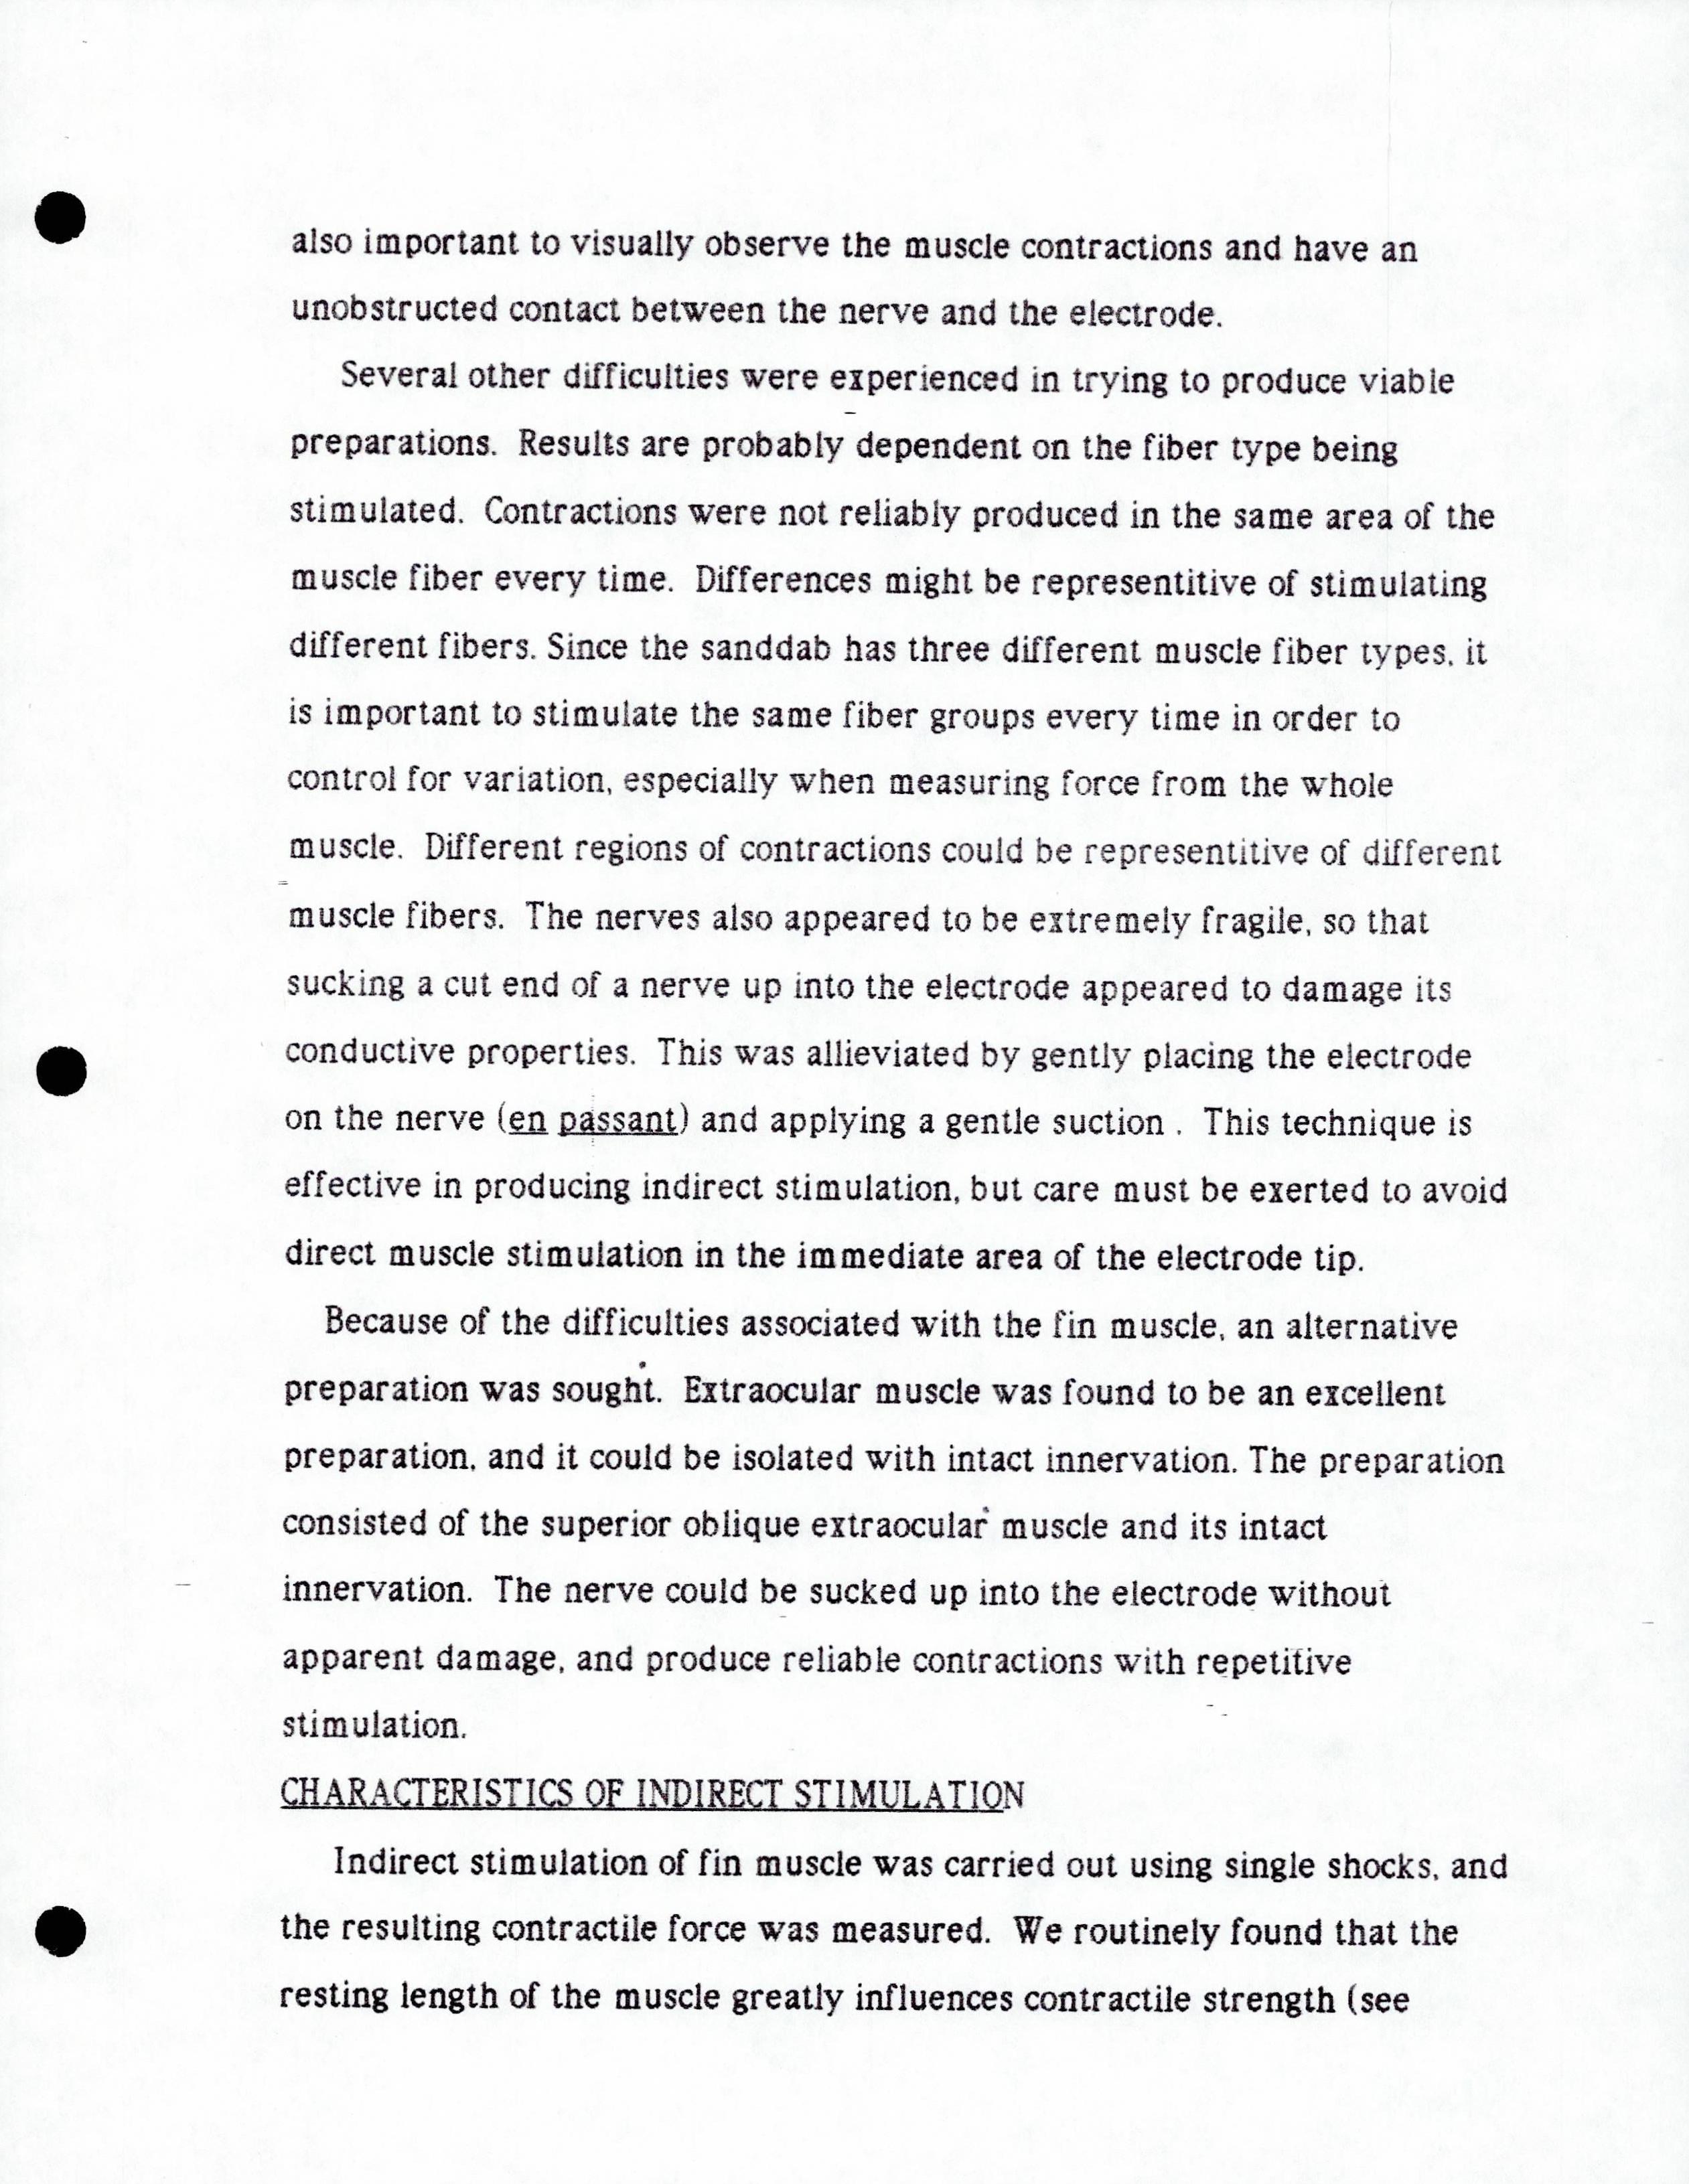 also important to visually observe the muscle contractions and have an
unobstructed contact between the nerve and the electrode.
Several other difficulties were experienced in trying to produce viable
preparations. Results are probably dependent on the fiber type being
stimulated. Contractions were not reliably produced in the same area of the
muscle fiber every time. Differences might be representitive of stimulating
different fibers. Since the sanddab has three different muscle fiber types, it
is important to stimulate the same fiber groups every time in order to
control for variation, especially when measuring force from the whole
muscle. Different regions of contractions could be representitive of different
muscle fibers. The nerves also appeared to be extremely fragile, so that
sucking a cut end of a nerve up into the electrode appeared to damage its
conductive properties. This was allieviated by gently placing the electrode
on the nerve (en passant) and applying a gentle suction . This technique is
effective in producing indirect stimulation, but care must be exerted to avoid
direct muscle stimulation in the immediate area of the electrode tip.
Because of the difficulties associated with the fin muscle, an alternative
preparation was sought. Extraocular muscle was found to be an excellent
preparation, and it could be isolated with intact innervation. The preparation
consisted of the superior oblique extraocular muscle and its intact
innervation. The nerve could be sucked up into the electrode without
apparent damage, and produce reliable contractions with repetitive
stimulation.
CHARACTERISTICS OF INDIRECT STIMULATION
Indirect stimulation of fin muscle was carried out using single shocks, and
the resulting contractile force was measured. We routinely found that the
resting length of the muscle greatly influences contractile strength (see